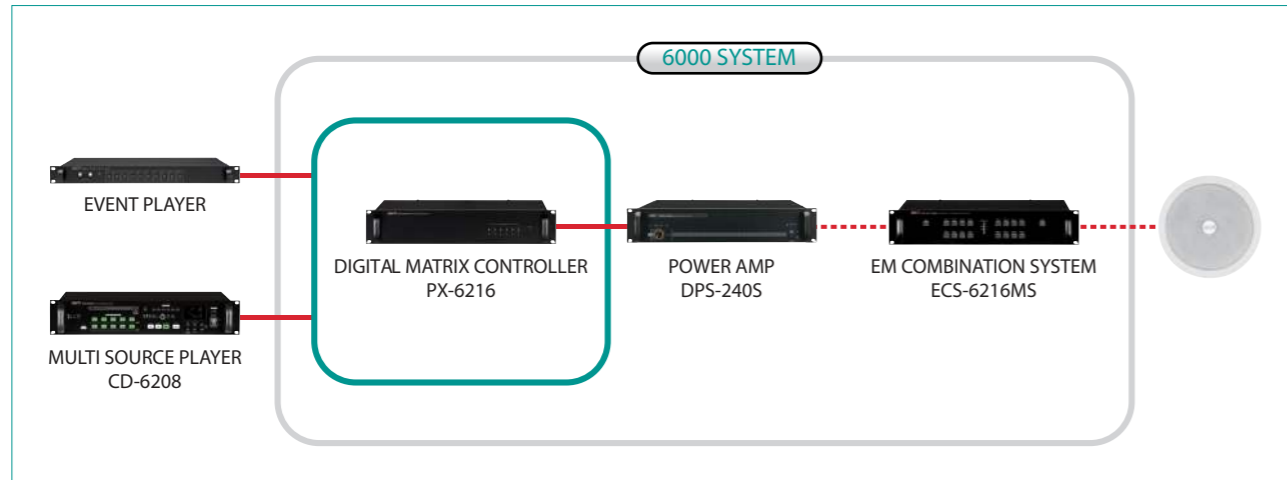 6000 SYSTEM
EVENT PLAYER
DIGITAL MATRIX CONTROLLER
PX-6216
POWER AMP
DPS-240S
EM COMBINATION SYSTEM
ECS-6216MS
MULTI SOURCE PLAYER
CD-6208